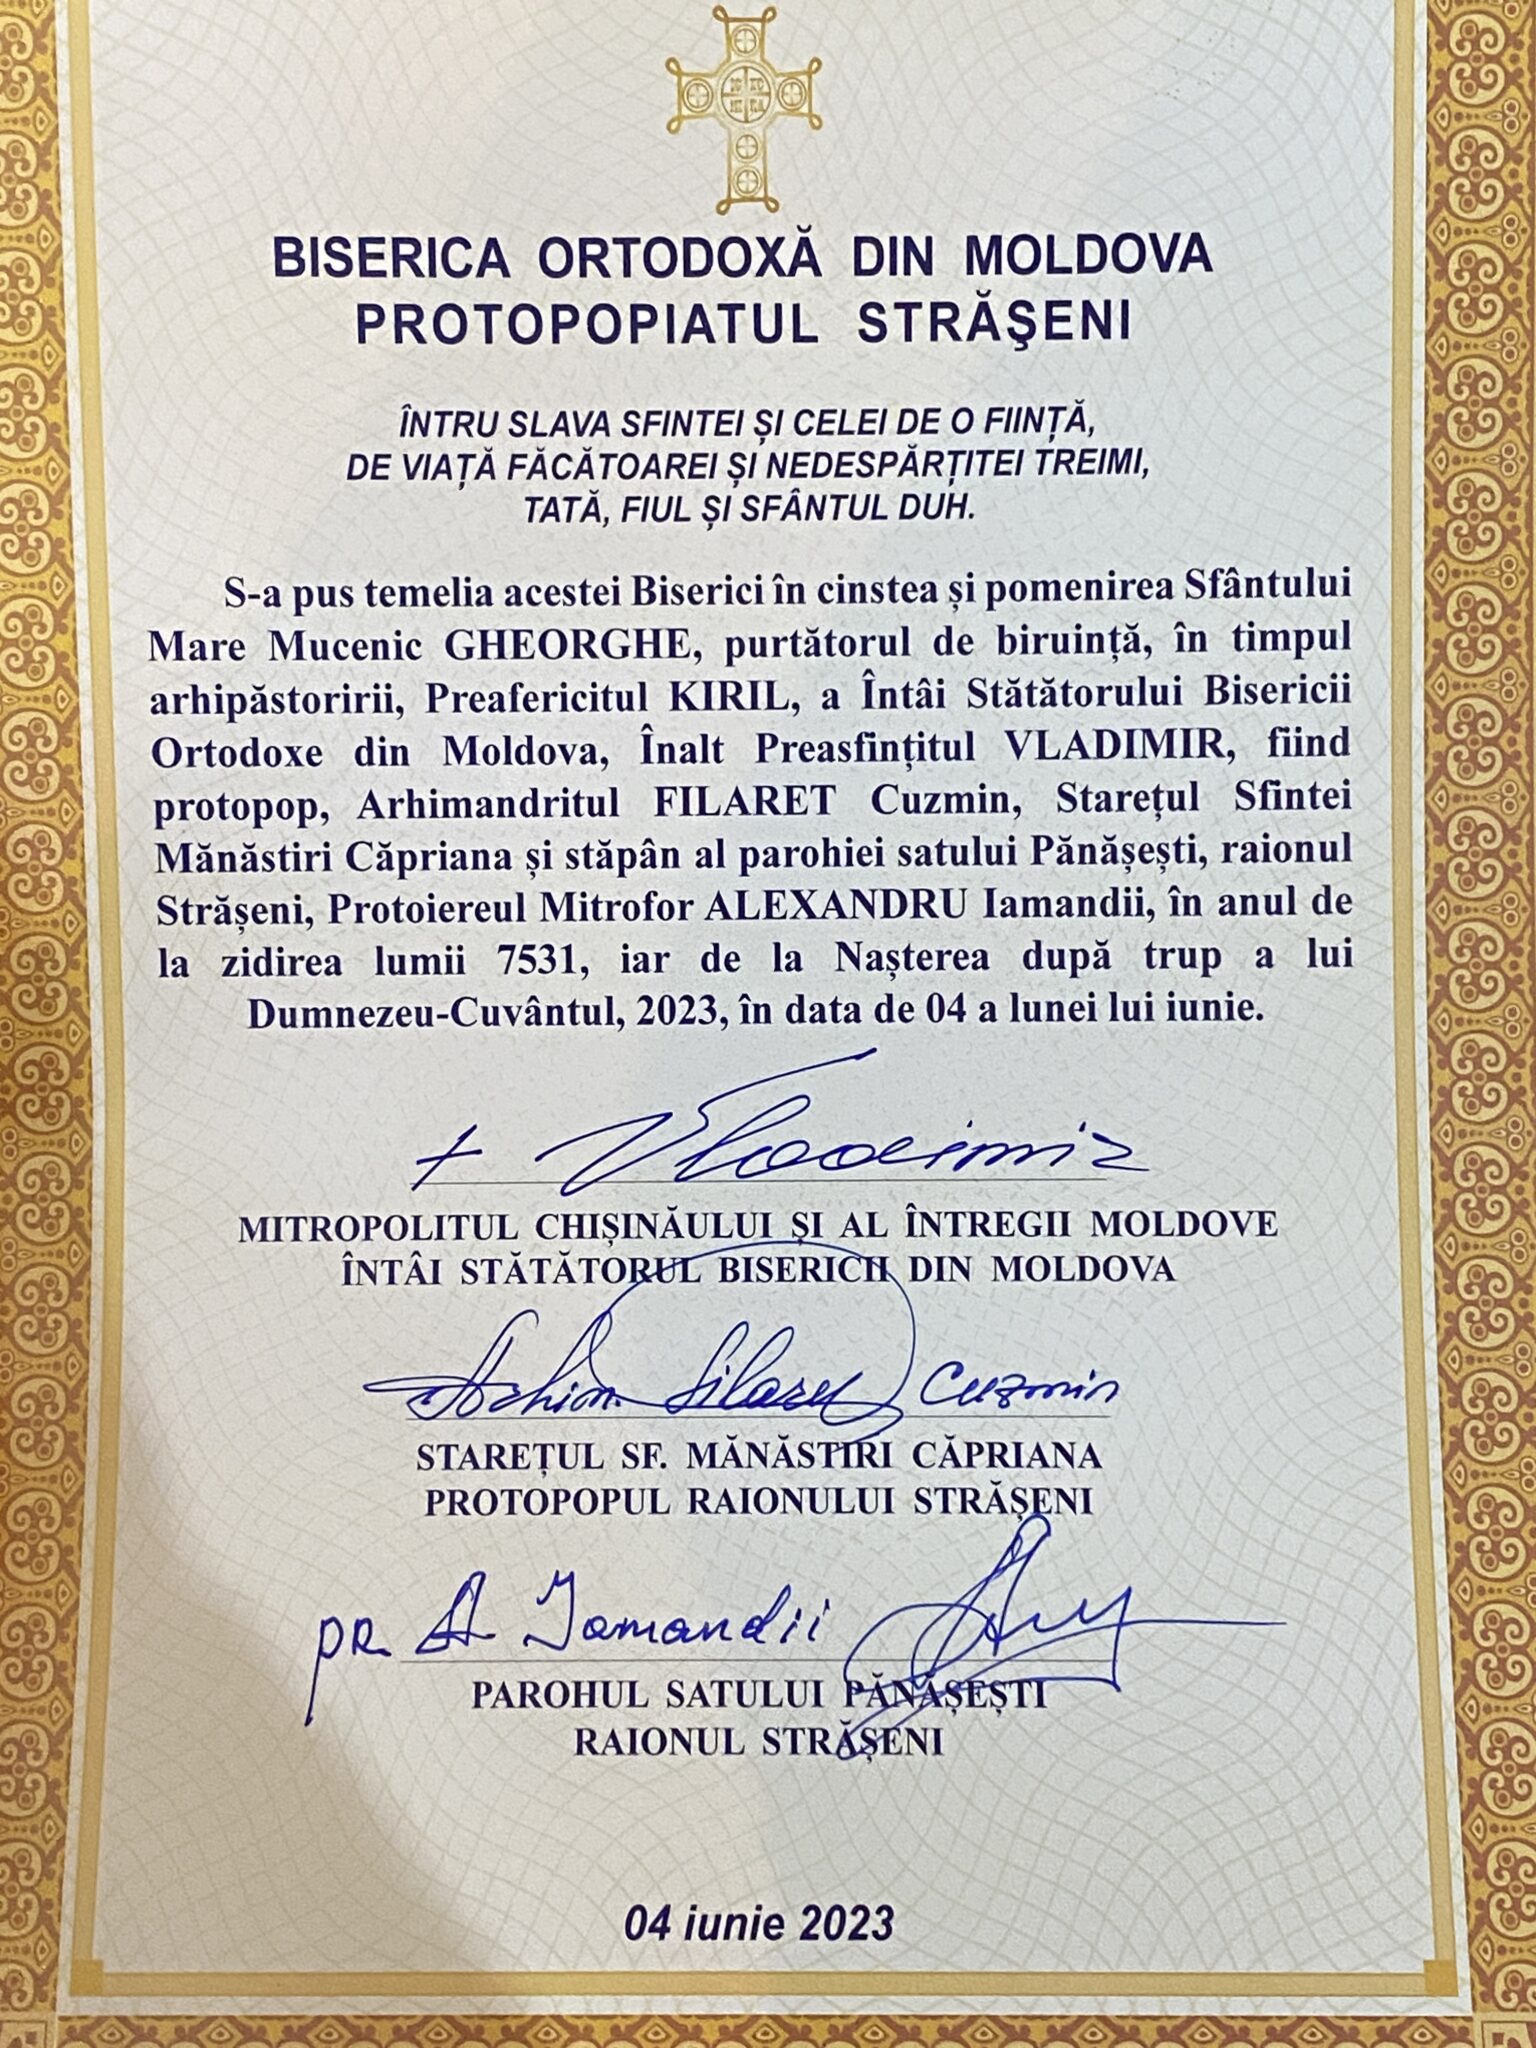 BISERICA ORTODOXĂ DIN MOLDOVA
PROTOPOPIATUL STRĂŞENI
ÎNTRU SLAVA SFINTEI ȘI CELEI DE O FIINȚĂ,
DE VIAȚĂ FĂCĂTOAREI ȘI NEDESPĂRȚITEI TREIMI,
TATĂ, FIUL ȘI SFÂNTUL DUH.
S-a pus temelia acestei Biserici în cinstea și pomenirea Sfântului
Mare Mucenic GHEORGHE, purtătorul de biruință, în timpul
arhipăstoririi, Preafericitul KIRIL, a Întâi Stătătorului Bisericii
Ortodoxe din Moldova, Înalt Preasfințitul VLADIMIR, fiind
protopop, Arhimandritul FILARET Cuzmin, Starețul Sfintei
Mănăstiri Căpriana și stăpân al parohiei satului Pănășești, raionul
Strășeni, Protoiereul Mitrofor ALEXANDRU Iamandii, în anul de
la zidirea lumii 7531, iar de la Nașterea după trup a lui
Dumnezeu-Cuvântul, 2023, în data de 04 a lunei lui iunie.
+ Vladimir
MITROPOLITUL CHIȘINĂULUI ȘI AL ÎNTREGII MOLDOVE
ÎNTÂI STĂTĂTORUL BISERICII DIN MOLDOVA
Arhim. Filaret Cuzmin
STAREȚUL SF. MĂNĂSTIRI CĂPRIANA
PROTOPOPUL RAIONULUI STRĂȘENI
pr. A Iamandii
PAROHUL SATULUI PĂNĂȘEȘTI
RAIONUL STRĂȘENI
04 iunie 2023